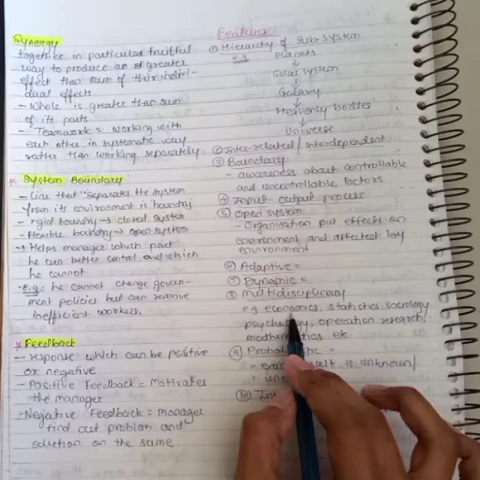 Synergy
together in particular fruitful
way to produce an greater
effect than sum of their indivi-
dual effects.
- Whole is greater than sum
of its parts
- Teamwork = working with
each other in systematic way
rather than working separately.
* System Boundary
- Line that separates the system
from its environment is boundry
- rigid boundry → closed system
- flexible boundry → open system
→ Helps manager which part
he can better control and which
he cannot
- e.g. he cannot change govern-
ment policies but can remove
inefficient workers.
* Feedback
- response which can be positive
or negative
- Positive feedback = motivates
the manager
- Negative Feedback = manager
find out problem and
solution on the same.
Features
① Hierarchy of Sub-System
e.g. Planets
↓
Solar system
↓
Galaxy
↓
Heavenly bodies
↓
Universe
② Inter-related / interdependent
③ Boundary
- awareness about controllable
and uncontrollable
factors
④ Input-output process
⑤ Open system
- Organisation put effects on
environment and affected by
environment
⑥ Adaptive =
⑦ Dynamic =
⑧ Multidisciplinary
e.g. economics, statistics, sociology
psychology, operation research,
mathematics etc
⑨
is unknown/
⑩